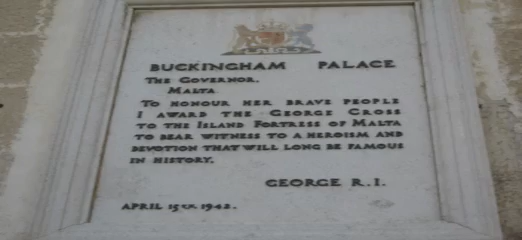 BUCKINGHAM PALACE
THE GOVERNOR.
MALTA
TO HONOUR HER BRAVE PEOPLE
I AWARD THE GEORGE CROSS
TO THE ISLAND FORTRESS OF MALTA
TO BEAR WITNESS TO A HEROISM AND
DEVOTION THAT WILL LONG BE FAMOUS
IN HISTORY.
GEORGE R. I.
APRIL 15TH 1942.